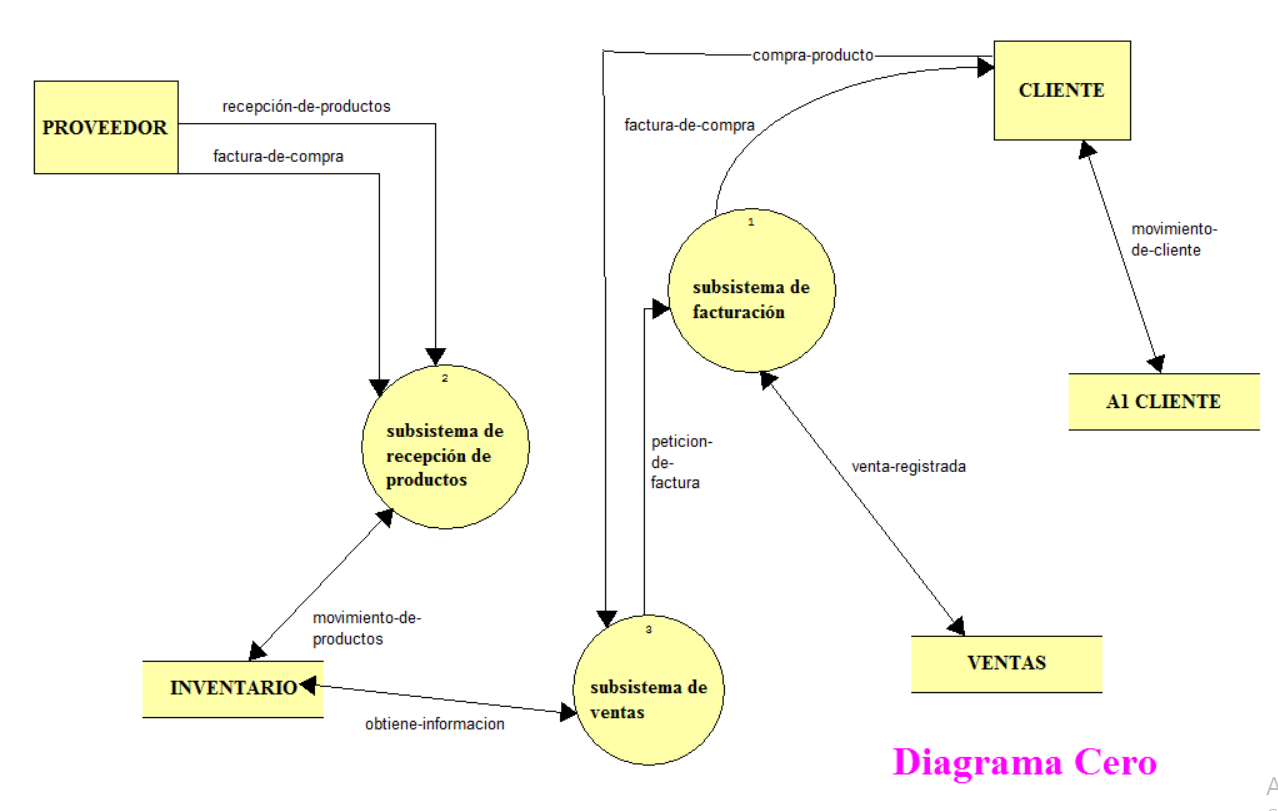 compra-producto
CLIENTE
recepción-de-productos
PROVEEDOR
factura-de-compra
factura-de-compra
1
movimiento-
de-cliente
subsistema de
facturación
2
A1 CLIENTE
subsistema de
recepción de
productos
peticion-
de-
factura
venta-registrada
movimiento-de-
productos
3
INVENTARIO
subsistema de
ventas
VENTAS
obtiene-informacion
Diagrama Cero